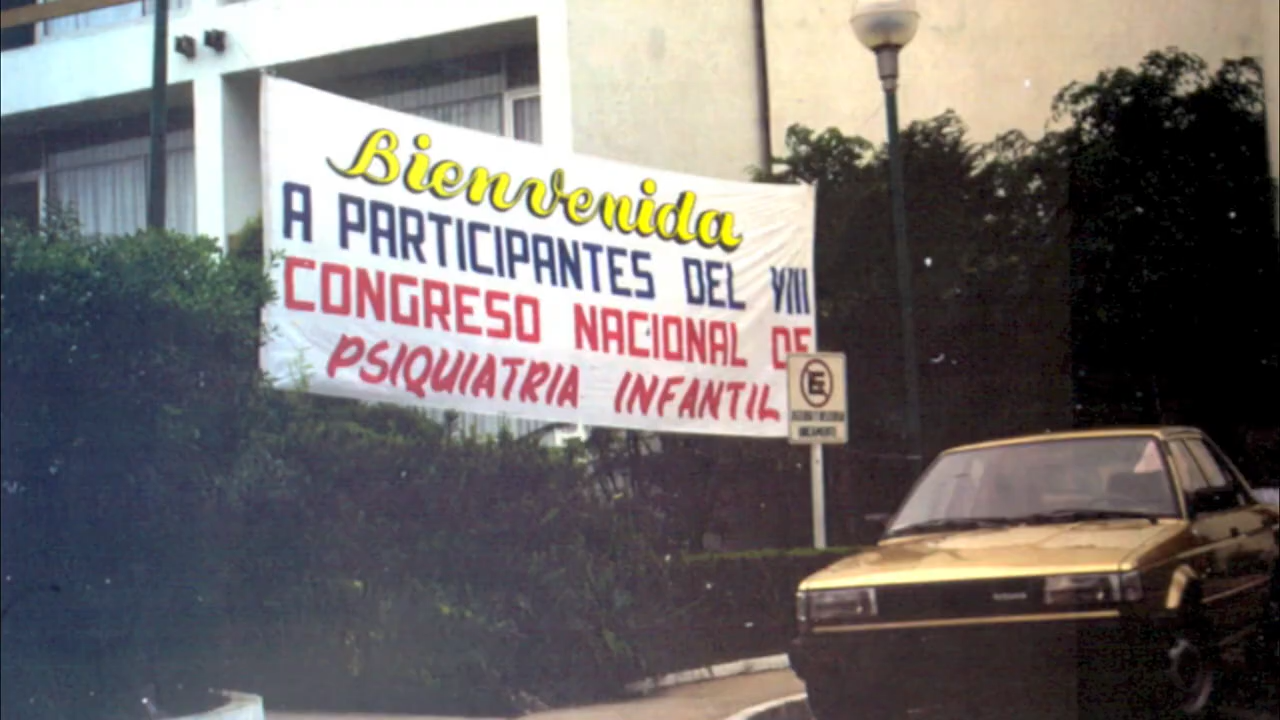 Bienvenida
A PARTICIPANTES DEL VIII
CONGRESO NACIONAL DE
PSIQUIATRIA INFANTIL
E